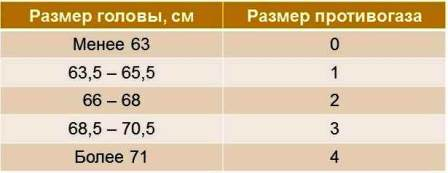 Размер головы, см Размер противогаза
Менее 63 0
63,5 – 65,5 1
66 – 68 2
68,5 – 70,5 3
Более 71 4